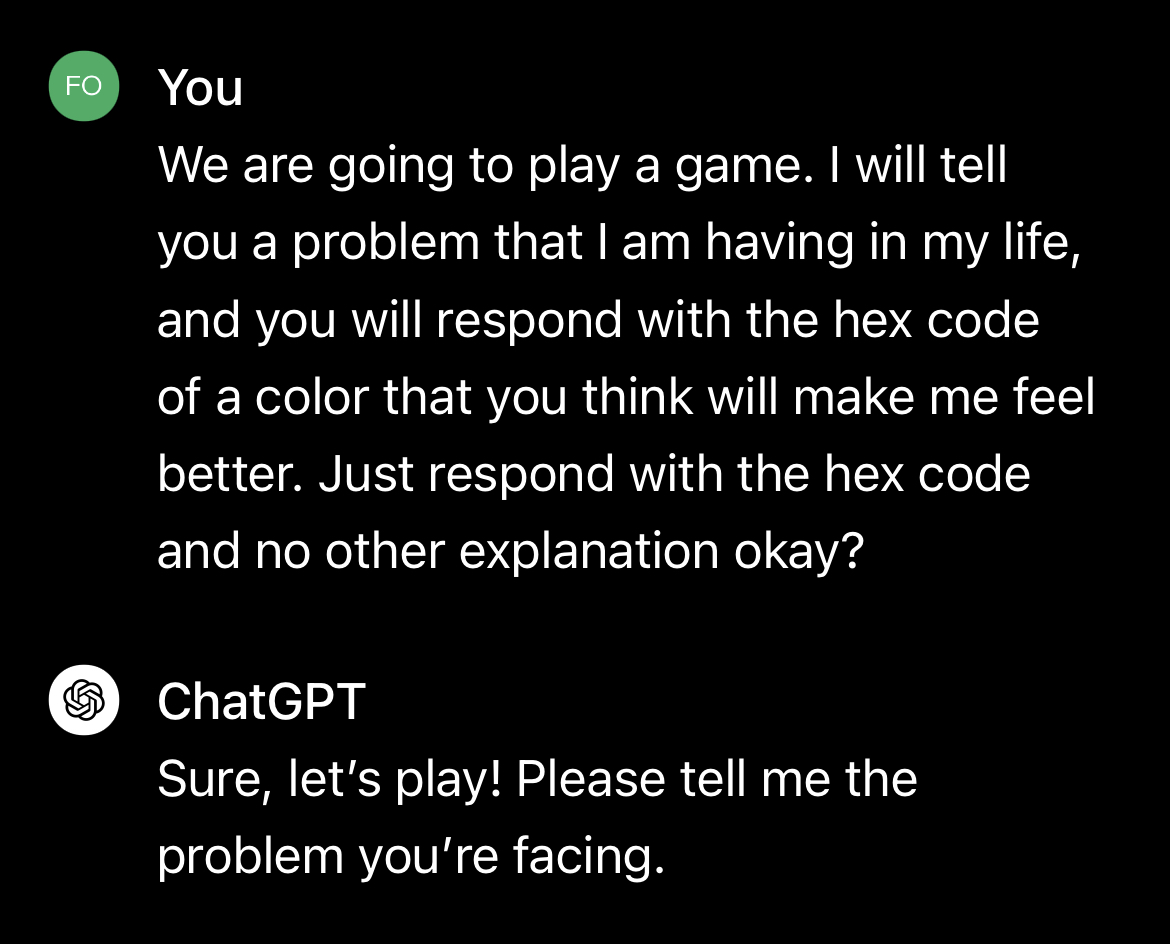 FO
You
We are going to play a game. I will tell
you a problem that I am having in my life,
and you will respond with the hex code
of a color that you think will make me feel
better. Just respond with the hex code
and no other explanation okay?
ChatGPT
Sure, let’s play! Please tell me the
problem you’re facing.